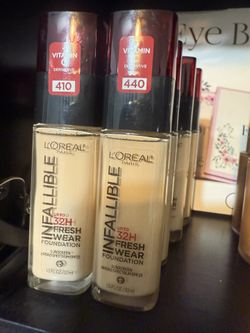 VITAMIN
C
410
L'ORÉAL
PARIS
INFALLIBLE
UP TO
32H
FRESH
WEAR
FOUNDATION
VITAMIN
C
440
L'ORÉAL
PARIS
INFALLIBLE
UP TO
32H
FRESH
WEAR
FOUNDATION
Eye B